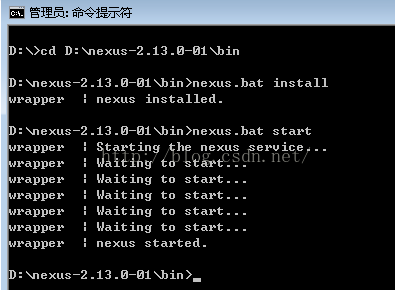 管理员: 命令提示符
D:\>cd D:\nexus-2.13.0-01\bin
D:\nexus-2.13.0-01\bin>nexus.bat install
wrapper  | nexus installed.
D:\nexus-2.13.0-01\bin>nexus.bat start
wrapper  | Starting the nexus service...
http://blog.csdn.net/
wrapper  | Waiting to start...
wrapper  | Waiting to start...
wrapper  | Waiting to start...
wrapper  | Waiting to start...
wrapper  | Waiting to start...
wrapper  | nexus started.
D:\nexus-2.13.0-01\bin>_